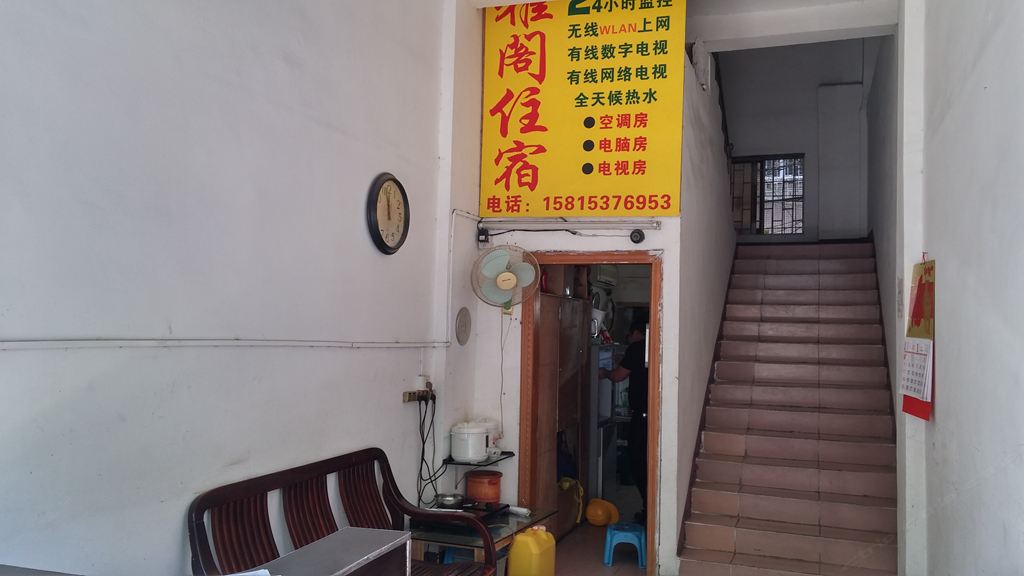 雅阁住宿
24小时监控
无线WLAN上网
有线数字电视
有线网络电视
全天候热水
●空调房
●电脑房
●电视房
电话：15815376953